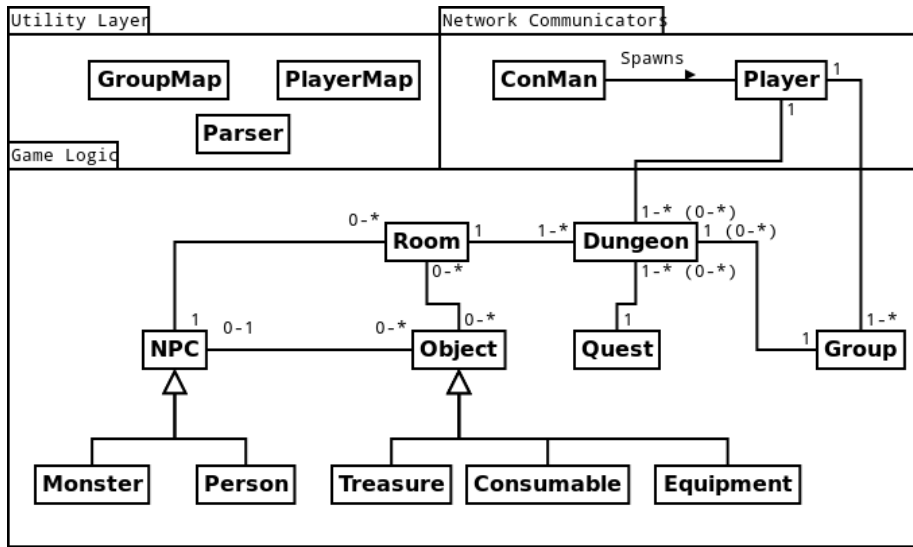 Utility Layer
Network Communicators
GroupMap
PlayerMap
Parser
ConMan
Spawns
Player
1
1
Game Logic
0-*
Room
1
1-*
1-* (0-*)
Dungeon
1 (0-*)
0-*
1-* (0-*)
1
NPC
0-1
0-*
0-*
Object
1
Quest
1
1-*
Group
Monster
Person
Treasure
Consumable
Equipment